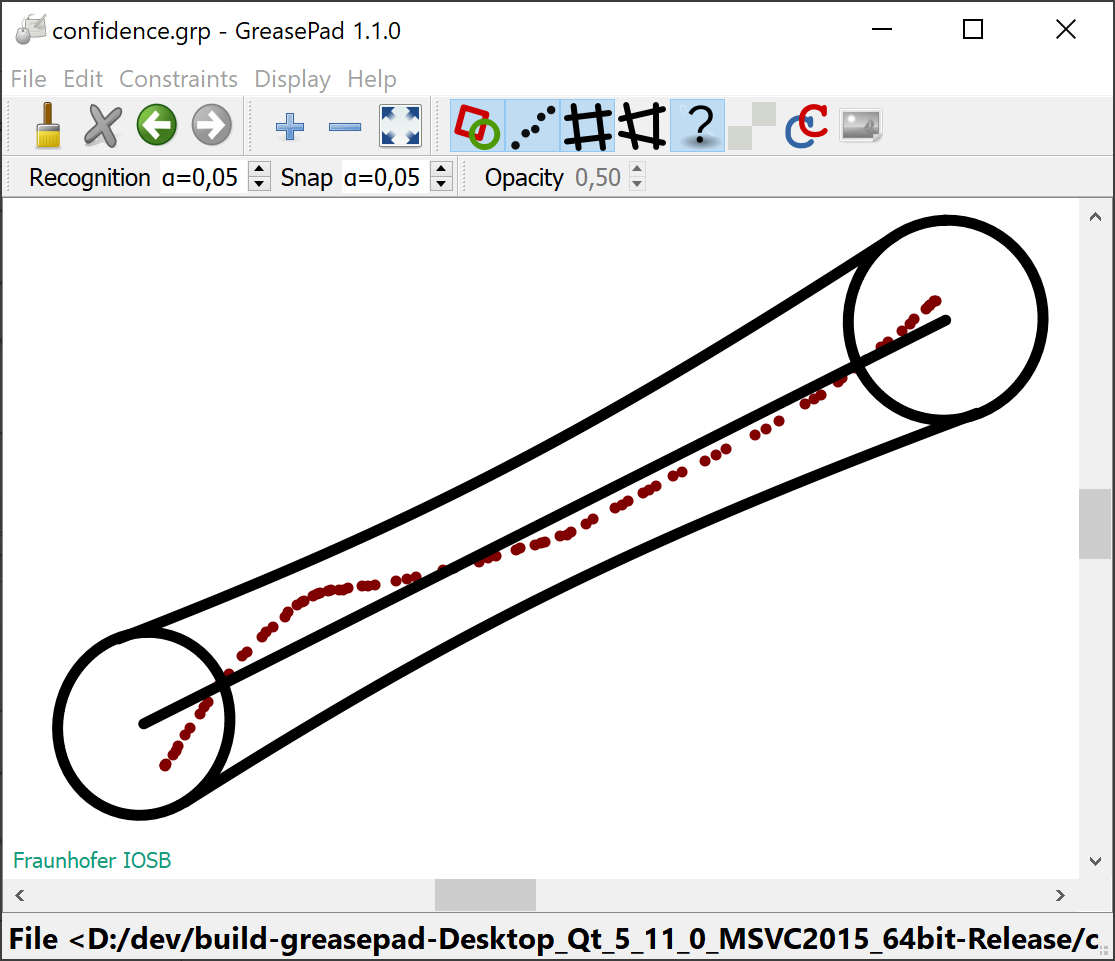 confidence.grp - GreasePad 1.1.0
File Edit Constraints Display Help
Recognition α=0,05 Snap α=0,05 Opacity 0,50
Fraunhofer IOSB
File <D:/dev/build-greasepad-Desktop_Qt_5_11_0_MSVC2015_64bit-Release/c